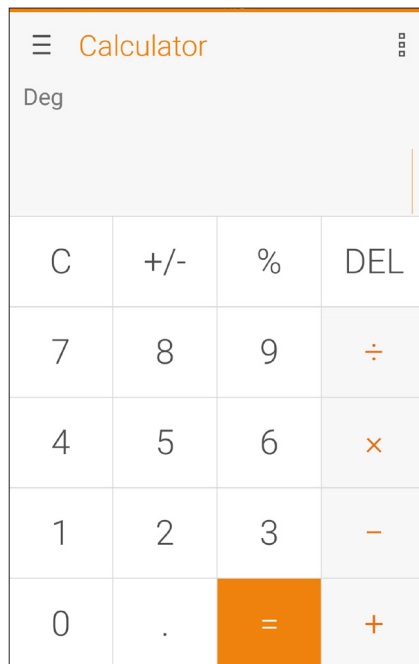 Calculator
Deg
C +/- % DEL
7 8 9 ÷
4 5 6 ×
1 2 3 −
0 . = +